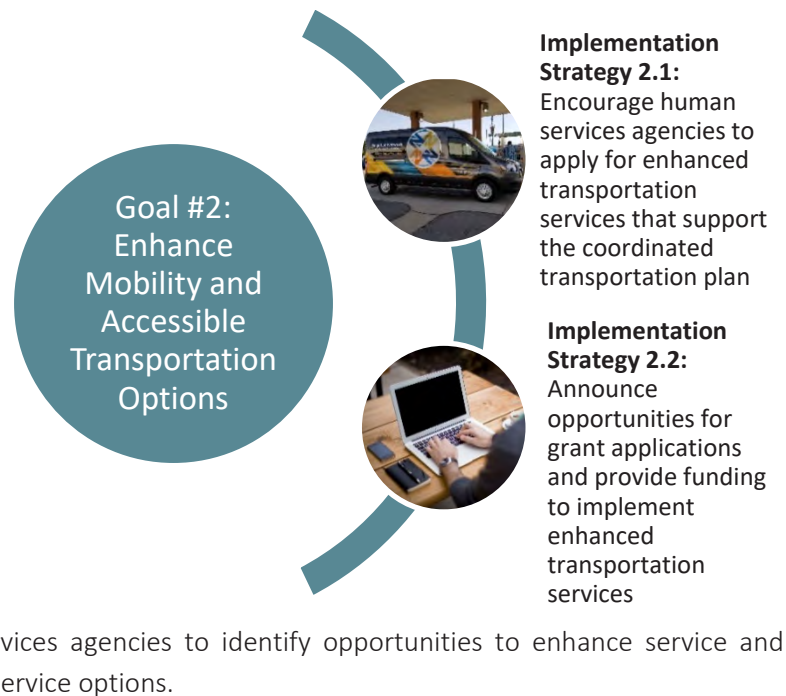 Goal #2:
Enhance
Mobility and
Accessible
Transportation
Options
Implementation
Strategy 2.1:
Encourage human
services agencies to
apply for enhanced
transportation
services that support
the coordinated
transportation plan
Implementation
Strategy 2.2:
Announce
opportunities for
grant applications
and provide funding
to implement
enhanced
transportation
services
vices agencies to identify opportunities to enhance service and
ervice options.